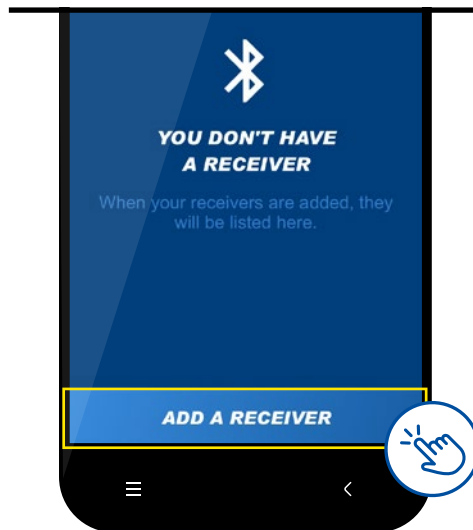 YOU DON'T HAVE
A RECEIVER
When your receivers are added, they
will be listed here.
ADD A RECEIVER